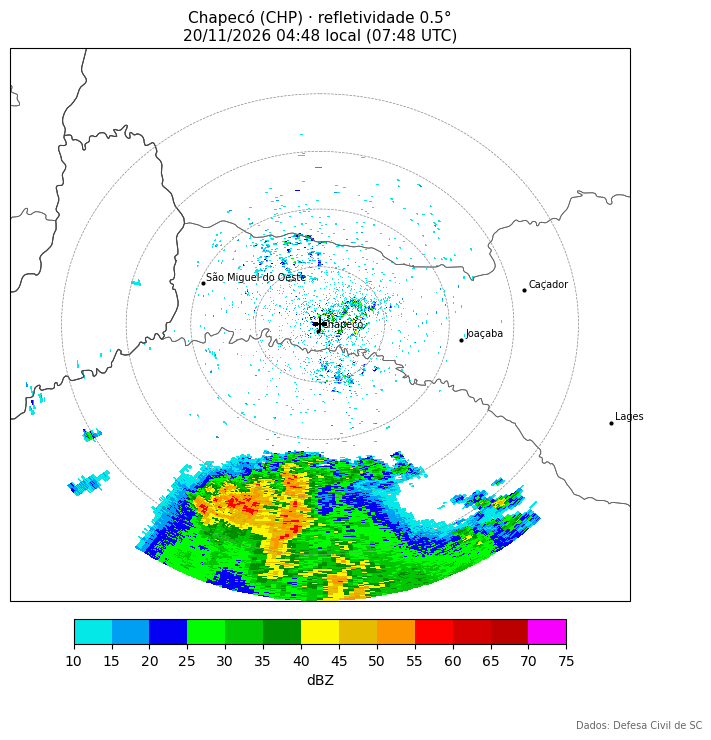 Chapecó (CHP) · refletividade 0.5°
20/11/2026 04:48 local (07:48 UTC)
São Miguel do Oeste
Caçador
Chapecó
Joaçaba
Lages
10 15 20 25 30 35 40 45 50 55 60 65 70 75
dBZ
Dados: Defesa Civil de SC